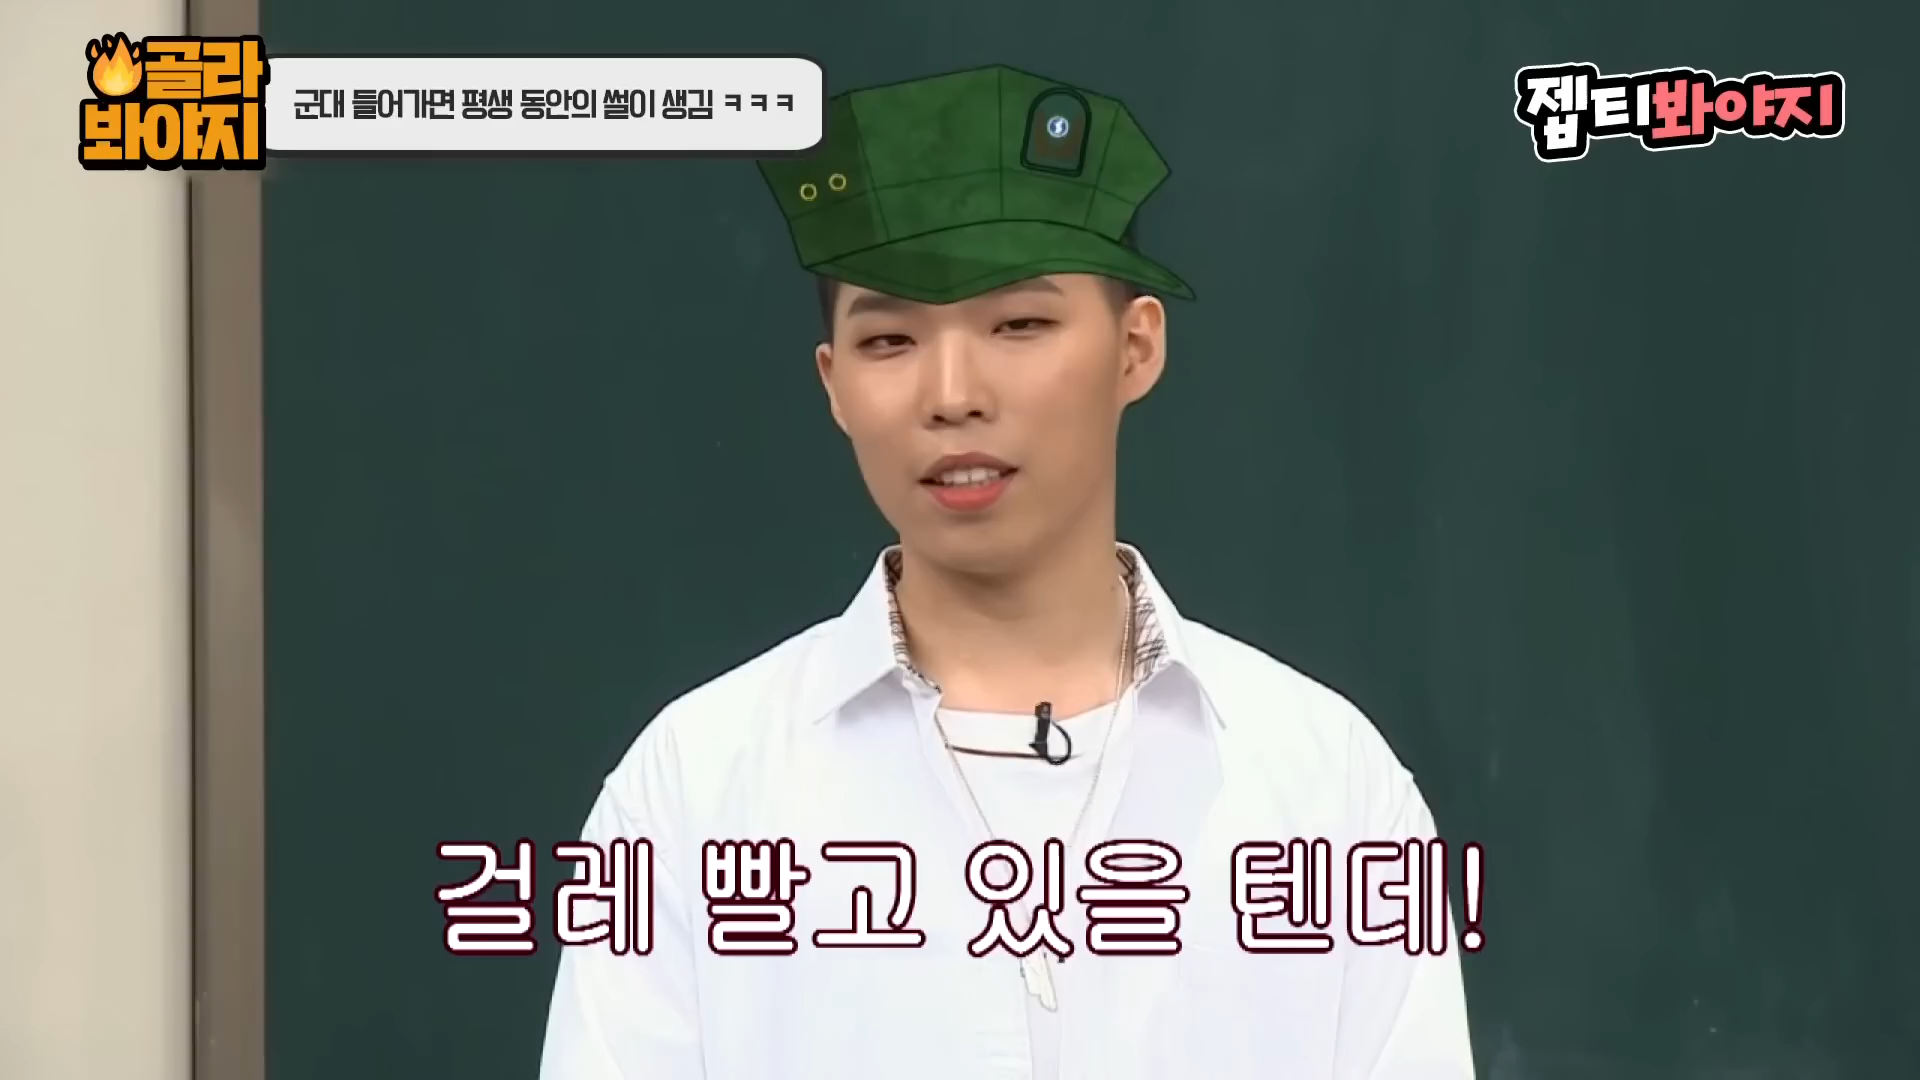 골라
봐야지
군대 들어가면 평생 동안의 썰이 생김 ㅋㅋㅋ
젭티봐야지
걸레 빨고 있을 텐데!